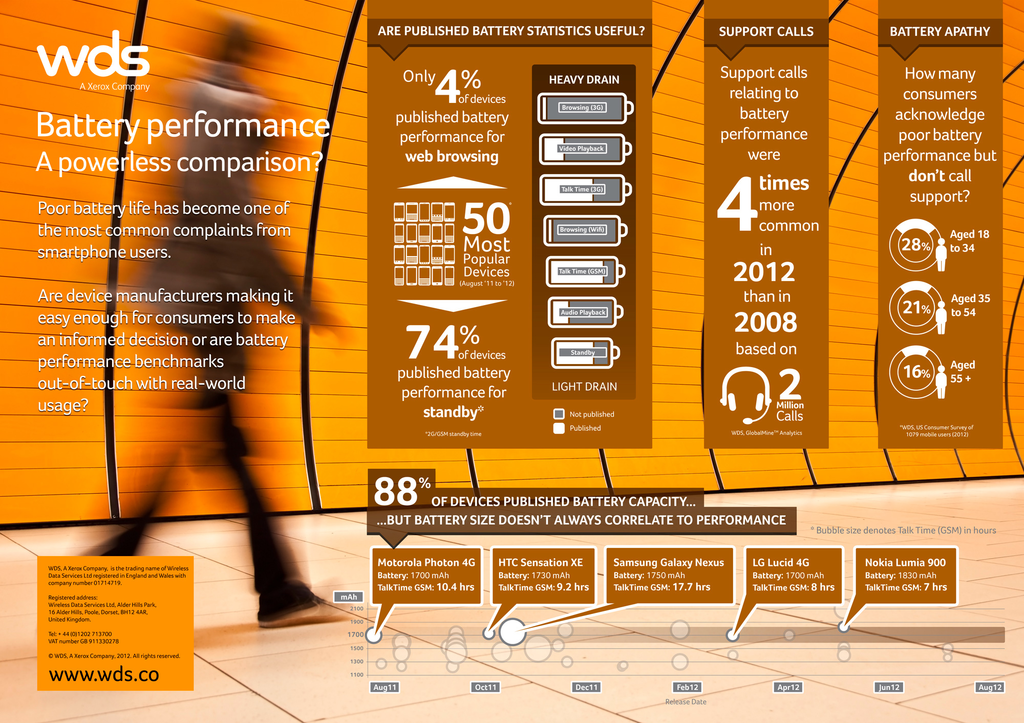 wds
A Xerox Company
Battery performance
A powerless comparison?
Poor battery life has become one of
the most common complaints from
smartphone users.
Are device manufacturers making it
easy enough for consumers to make
an informed decision or are battery
performance benchmarks
out-of-touch with real-world
usage?
ARE PUBLISHED BATTERY STATISTICS USEFUL?
Only 4%
of devices
published battery
performance for
web browsing
50*
Most
Popular
Devices
(August '11 to '12)
74%
of devices
published battery
performance for
standby*
*2G/GSM standby time
HEAVY DRAIN
Browsing (3G)
Video Playback
Talk Time (3G)
Browsing (Wifi)
Talk Time (GSM)
Audio Playback
Standby
LIGHT DRAIN
Not published
Published
SUPPORT CALLS
Support calls
relating to
battery
performance
were
4 times
more
common
in
2012
than in
2008
based on
2
Million
Calls
WDS, GlobalMine™ Analytics
BATTERY APATHY
How many
consumers
acknowledge
poor battery
performance but
don't call
support?
28%
Aged 18
to 34
21%
Aged 35
to 54
16%
Aged
55 +
*WDS, US Consumer Survey of
1079 mobile users (2012)
88% OF DEVICES PUBLISHED BATTERY CAPACITY...
...BUT BATTERY SIZE DOESN'T ALWAYS CORRELATE TO PERFORMANCE
* Bubble size denotes Talk Time (GSM) in hours
Motorola Photon 4G
Battery: 1700 mAh
TalkTime GSM: 10.4 hrs
HTC Sensation XE
Battery: 1730 mAh
TalkTime GSM: 9.2 hrs
Samsung Galaxy Nexus
Battery: 1750 mAh
TalkTime GSM: 17.7 hrs
LG Lucid 4G
Battery: 1700 mAh
TalkTime GSM: 8 hrs
Nokia Lumia 900
Battery: 1830 mAh
TalkTime GSM: 7 hrs
mAh
2100
1900
1700
1500
1300
1100
Aug11
Oct11
Dec11
Feb12
Apr12
Jun12
Aug12
Release Date
WDS, A Xerox Company, is the trading name of Wireless
Data Services Ltd registered in England and Wales with
company number 01714719.
Registered address:
Wireless Data Services Ltd, Alder Hills Park,
16 Alder Hills, Poole, Dorset, BH12 4AR,
United Kingdom.
Tel: + 44 (0)1202 713700
VAT number GB 911330278
© WDS, A Xerox Company, 2012. All rights reserved.
www.wds.co